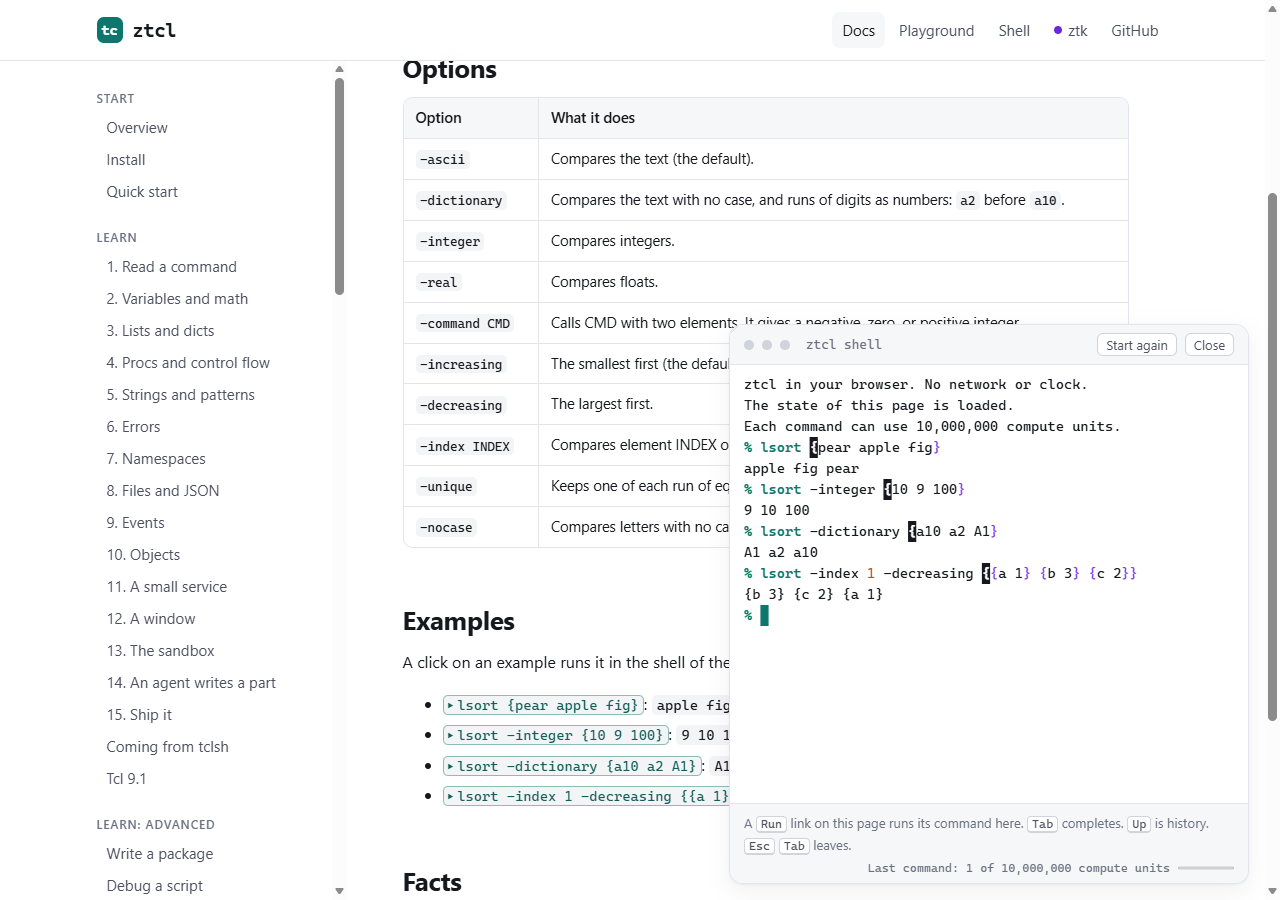 tc ztcl
Docs Playground Shell ztk GitHub
START
Overview
Install
Quick start
LEARN
1. Read a command
2. Variables and math
3. Lists and dicts
4. Procs and control flow
5. Strings and patterns
6. Errors
7. Namespaces
8. Files and JSON
9. Events
10. Objects
11. A small service
12. A window
13. The sandbox
14. An agent writes a part
15. Ship it
Coming from tclsh
Tcl 9.1
LEARN: ADVANCED
Write a package
Debug a script
Options
Option What it does
-ascii Compares the text (the default).
-dictionary Compares the text with no case, and runs of digits as numbers: a2 before a10.
-integer Compares integers.
-real Compares floats.
-command CMD Calls CMD with two elements. It gives a negative, zero, or positive integer.
-increasing The smallest first (the defau
-decreasing The largest first.
-index INDEX Compares element INDEX o
-unique Keeps one of each run of eq
-nocase Compares letters with no ca
Examples
A click on an example runs it in the shell of the
lsort {pear apple fig}: apple fig
lsort -integer {10 9 100}: 9 10 1
lsort -dictionary {a10 a2 A1}: A1
lsort -index 1 -decreasing {{a 1}
Facts
ztcl shell Start again Close
ztcl in your browser. No network or clock.
The state of this page is loaded.
Each command can use 10,000,000 compute units.
% lsort {pear apple fig}
apple fig pear
% lsort -integer {10 9 100}
9 10 100
% lsort -dictionary {a10 a2 A1}
A1 a2 a10
% lsort -index 1 -decreasing {{a 1} {b 3} {c 2}}
{b 3} {c 2} {a 1}
%
A Run link on this page runs its command here. Tab completes. Up is history.
Esc Tab leaves.
Last command: 1 of 10,000,000 compute units